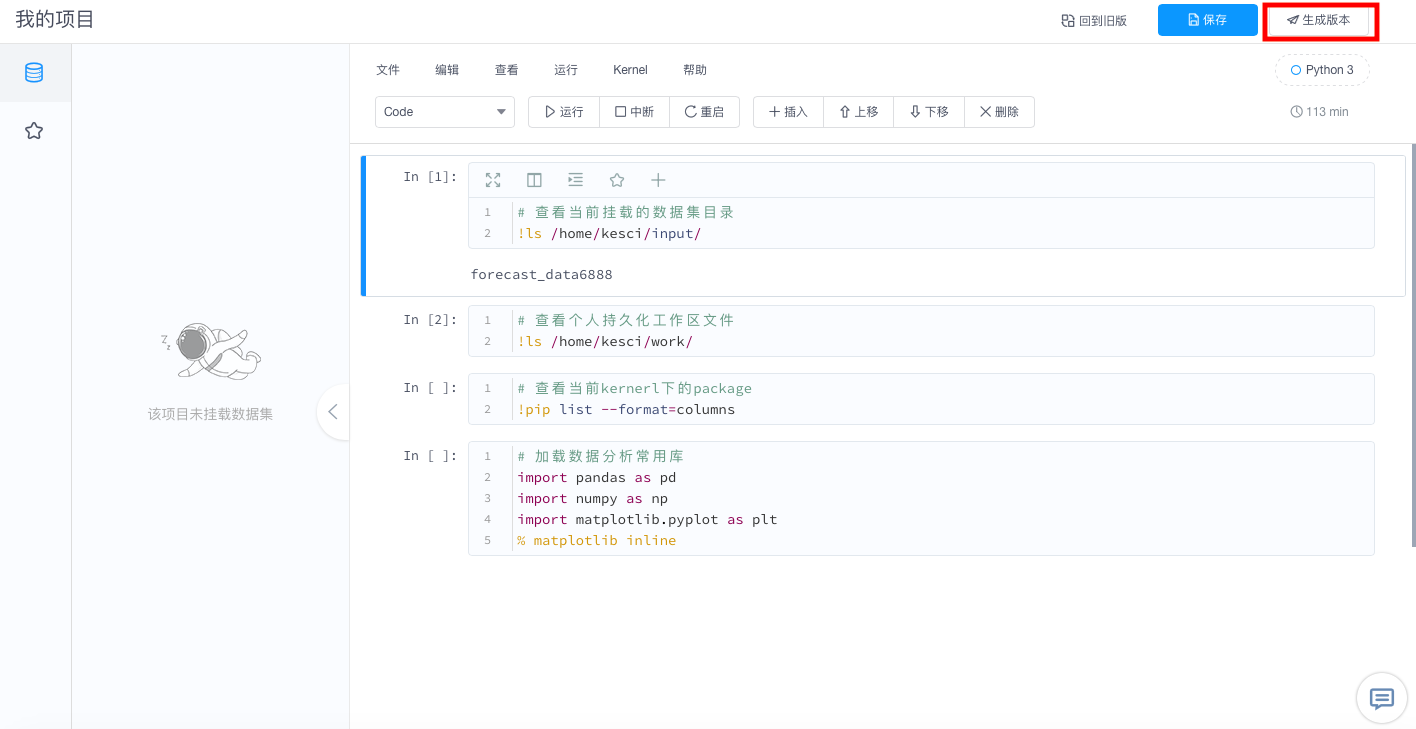 我的项目
回到旧版 保存 生成版本
文件 编辑 查看 运行 Kernel 帮助
Python 3
Code 运行 中断 重启 插入 上移 下移 删除
113 min
In [1]:
1 # 查看当前挂载的数据集目录
2 !ls /home/kesci/input/
forecast_data6888
In [2]:
1 # 查看个人持久化工作区文件
2 !ls /home/kesci/work/
Zz
该项目未挂载数据集
In [ ]:
1 # 查看当前kernerl下的package
2 !pip list --format=columns
In [ ]:
1 # 加载数据分析常用库
2 import pandas as pd
3 import numpy as np
4 import matplotlib.pyplot as plt
5 % matplotlib inline